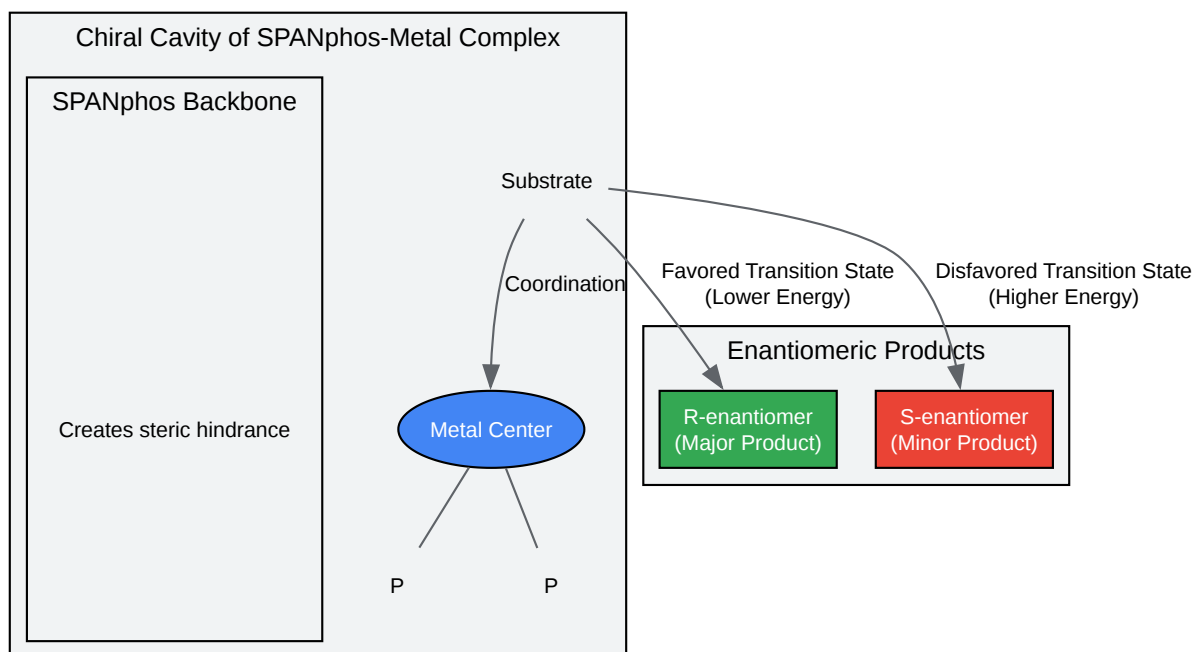 Chiral Cavity of SPANphos-Metal Complex
SPANphos Backbone
Substrate
Coordination
Favored Transition State
(Lower Energy)
Disfavored Transition State
(Higher Energy)
Enantiomeric Products
Creates steric hindrance
Metal Center
R-enantiomer
(Major Product)
S-enantiomer
(Minor Product)
P
P